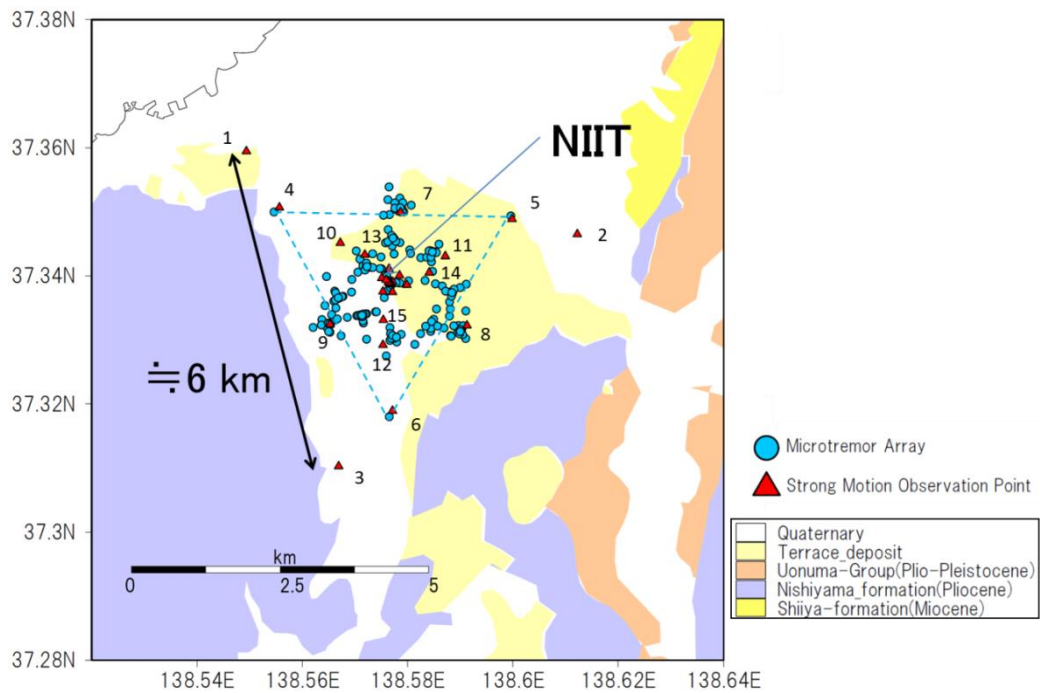 37.38N
37.36N
37.34N
37.32N
37.3N
37.28N
138.54E
138.56E
138.58E
138.6E
138.62E
138.64E
NIIT
1
4
7
5
2
10
13
11
14
15
9
12
8
6
3
≒6 km
km
0
2.5
5
Microtremor Array
Strong Motion Observation Point
Quaternary
Terrace_deposit
Uonuma-Group(Plio-Pleistocene)
Nishiyama_formation(Pliocene)
Shiiya-formation(Miocene)